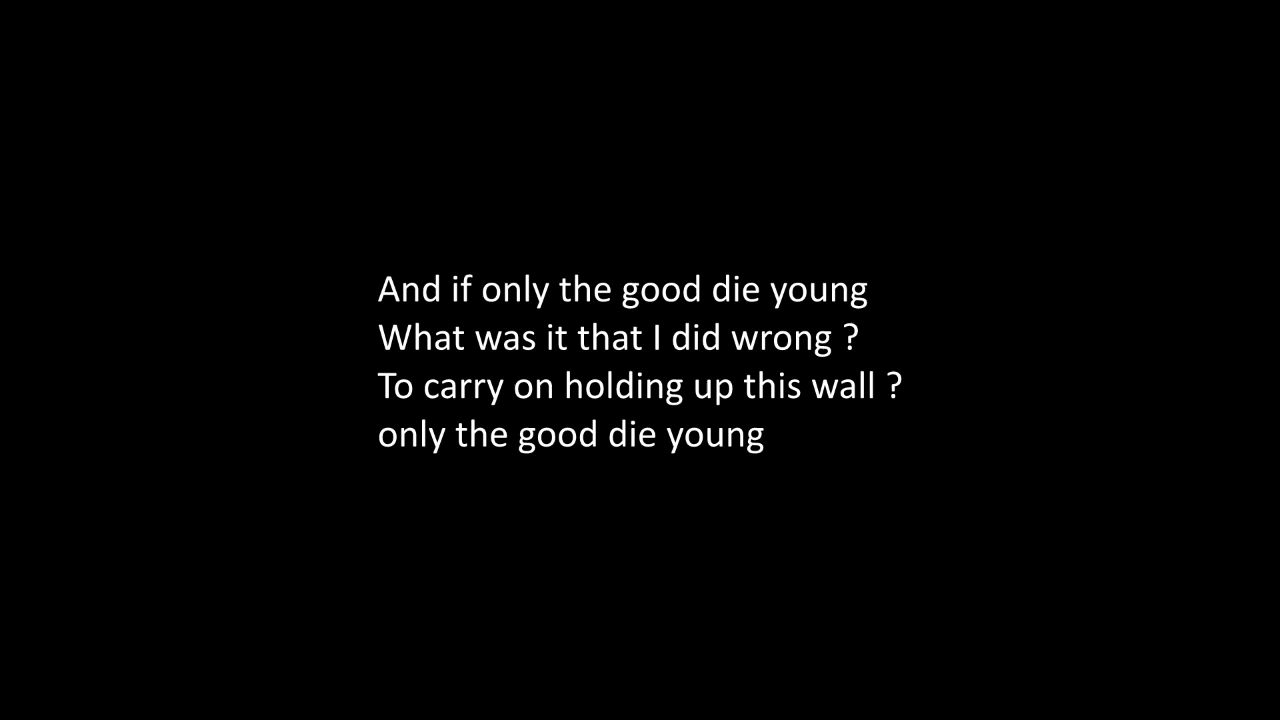 And if only the good die young
What was it that I did wrong ?
To carry on holding up this wall ?
only the good die young